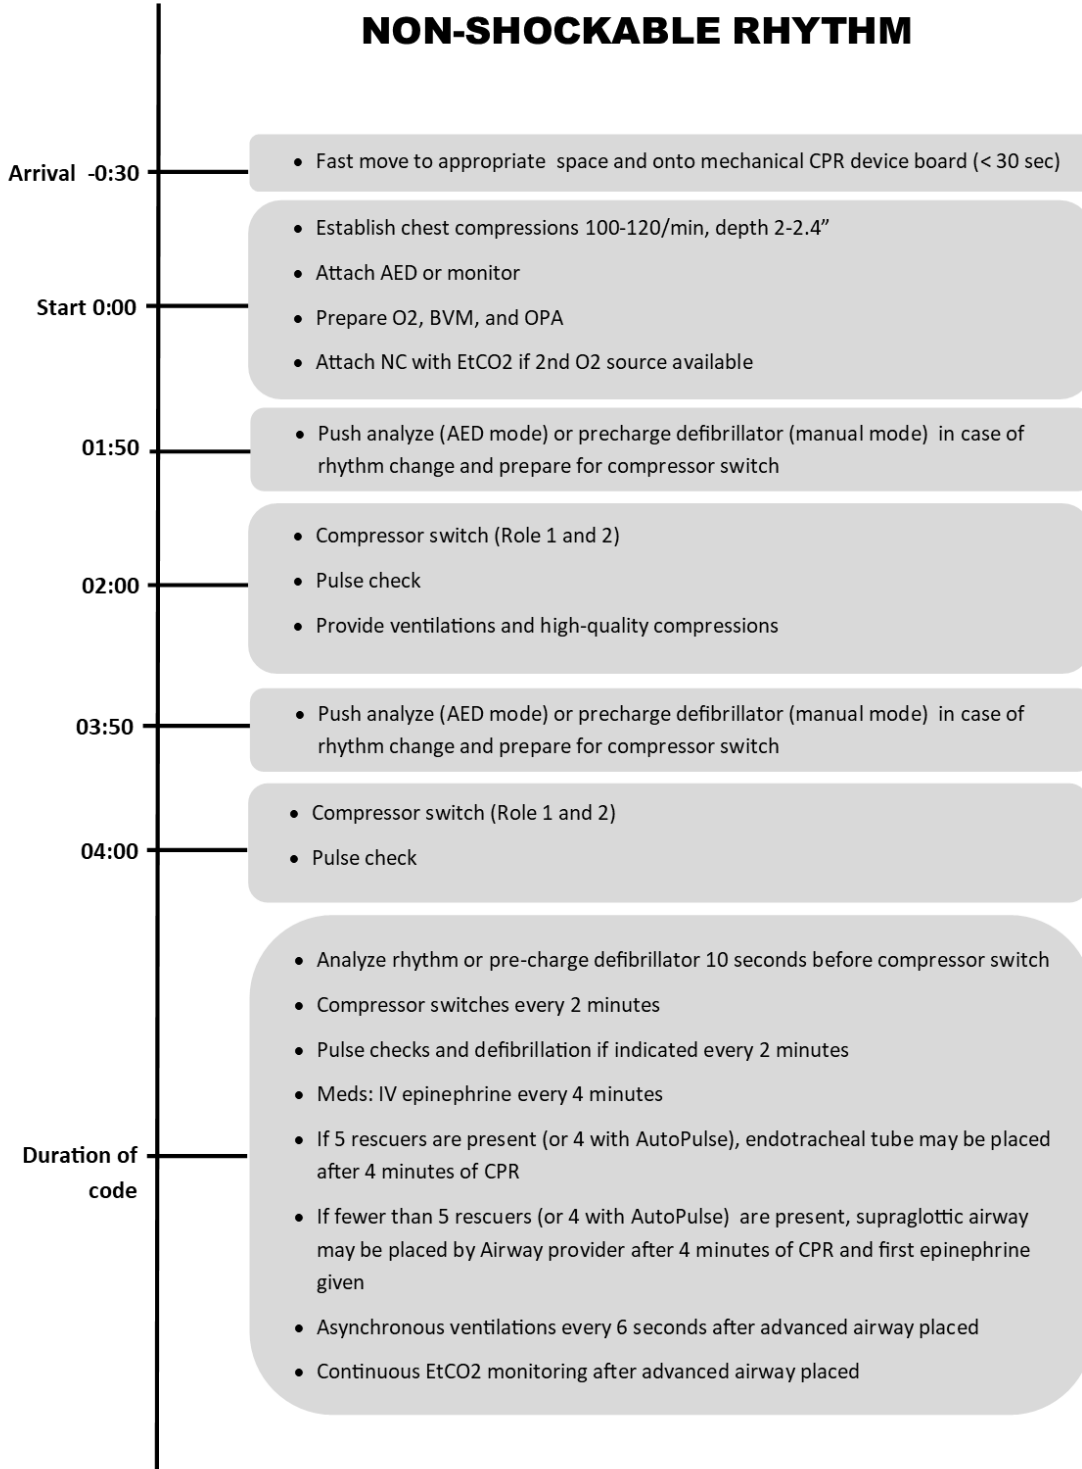 NON-SHOCKABLE RHYTHM
Arrival -0:30
• Fast move to appropriate space and onto mechanical CPR device board (< 30 sec)
Start 0:00
• Establish chest compressions 100-120/min, depth 2-2.4”
• Attach AED or monitor
• Prepare O2, BVM, and OPA
• Attach NC with EtCO2 if 2nd O2 source available
01:50
• Push analyze (AED mode) or precharge defibrillator (manual mode) in case of
rhythm change and prepare for compressor switch
02:00
• Compressor switch (Role 1 and 2)
• Pulse check
• Provide ventilations and high-quality compressions
03:50
• Push analyze (AED mode) or precharge defibrillator (manual mode) in case of
rhythm change and prepare for compressor switch
04:00
• Compressor switch (Role 1 and 2)
• Pulse check
Duration of
code
• Analyze rhythm or pre-charge defibrillator 10 seconds before compressor switch
• Compressor switches every 2 minutes
• Pulse checks and defibrillation if indicated every 2 minutes
• Meds: IV epinephrine every 4 minutes
• If 5 rescuers are present (or 4 with AutoPulse), endotracheal tube may be placed
after 4 minutes of CPR
• If fewer than 5 rescuers (or 4 with AutoPulse) are present, supraglottic airway
may be placed by Airway provider after 4 minutes of CPR and first epinephrine
given
• Asynchronous ventilations every 6 seconds after advanced airway placed
• Continuous EtCO2 monitoring after advanced airway placed